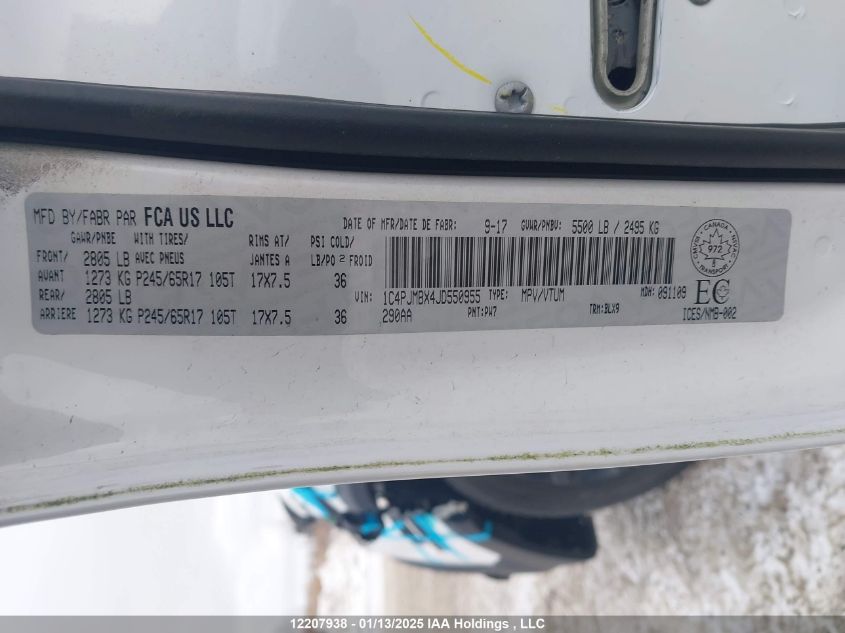 MFD BY/FABR PAR FCA US LLC DATE OF MFR/DATE DE FABR: 9-17 GVWR/PNBV: 5500 LB / 2495 KG
GAWR/PNBE WITH TIRES/ RIMS AT/ PSI COLD/
FRONT/ 2805 LB AVEC PNEUS JANTES A LB/PO² FROID
AVANT 1273 KG P245/65R17 105T 17X7.5 36
REAR/ 2805 LB VIN: 1C4PJMBX4JD550955 TYPE: MPV/VTUM MDH: 091109
ARRIERE 1273 KG P245/65R17 105T 17X7.5 36 290AA PNT:PW7 TRM:BLX9
CANADA
972
TRANSPORT
EC
ICES/NMB-002
12207938 - 01/13/2025 IAA Holdings , LLC